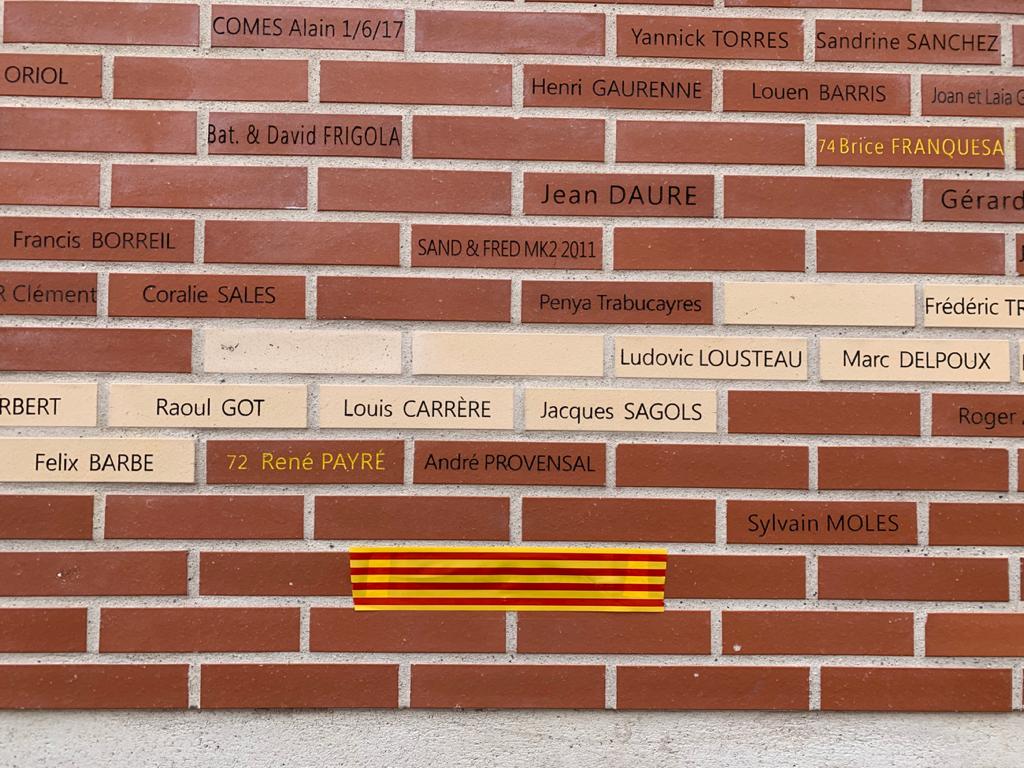 COMES Alain 1/6/17
Yannick TORRES
Sandrine SANCHEZ
ORIOL
Henri GAURENNE
Louen BARRIS
Joan et Laia
Bat. & David FRIGOLA
74 Brice FRANQUESA
Jean DAURE
Gérard
Francis BORREIL
SAND & FRED MK2 2011
R Clément
Coralie SALES
Penya Trabucayres
Frédéric TR
Ludovic LOUSTEAU
Marc DELPOUX
RBERT
Raoul GOT
Louis CARRÈRE
Jacques SAGOLS
Roger
Felix BARBE
72 René PAYRÉ
André PROVENSAL
Sylvain MOLES